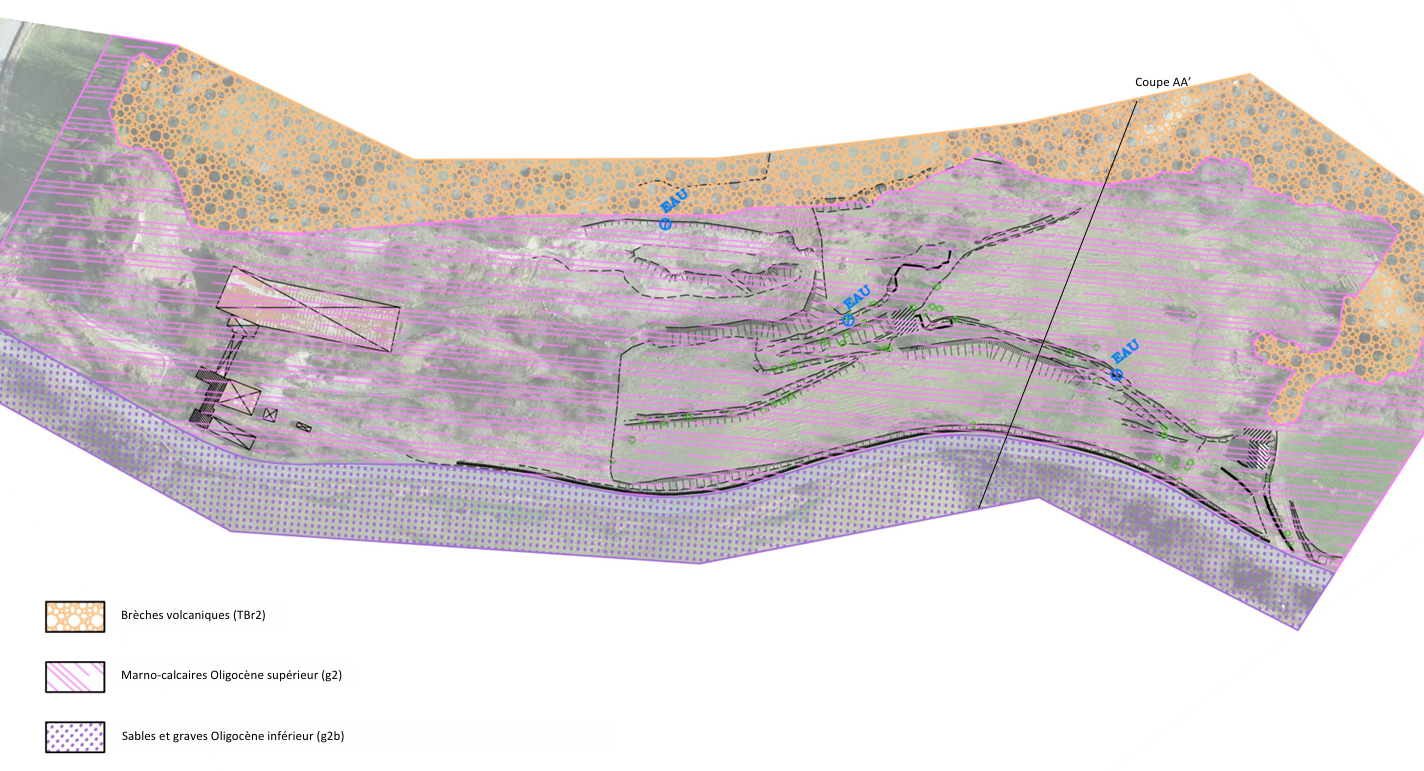 Coupe AA’
EAU
EAU
EAU
Brèches volcaniques (TBr2)
Marno-calcaires Oligocène supérieur (g2)
Sables et graves Oligocène inférieur (g2b)